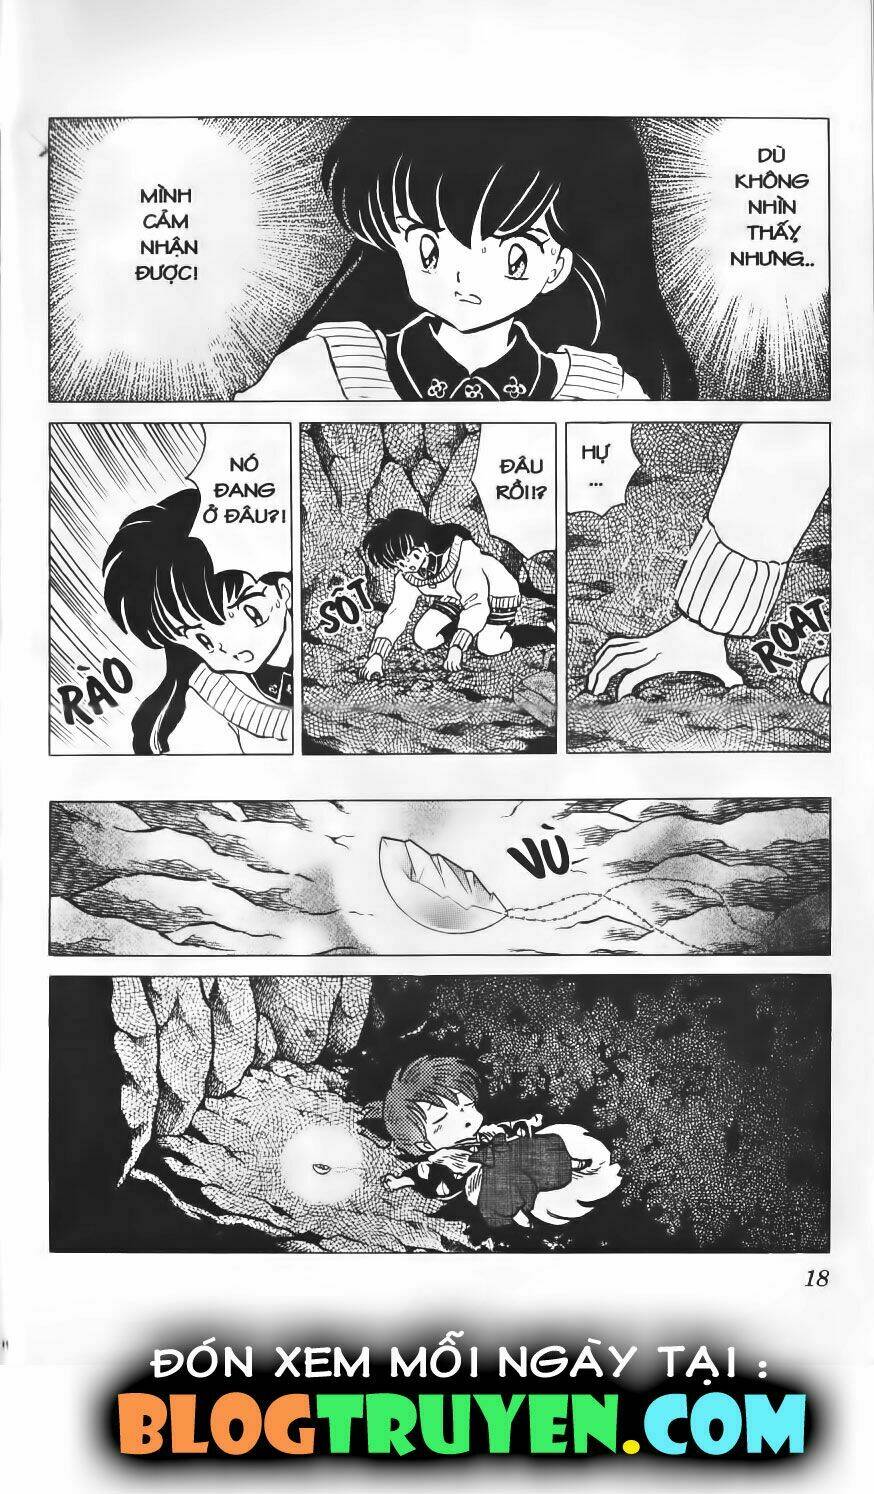 DÙ
KHÔNG
NHÌN
THẤY,
NHƯNG...
MÌNH
CẢM
NHẬN
ĐƯỢC!
HỰ
...
ROẠT
ĐÂU
RỒI!?
SỘT
NÓ
ĐANG
Ở ĐÂU?!
RÀO
VÙ
18
ĐÓN XEM MỖI NGÀY TẠI :
BLOGTRUYEN.COM